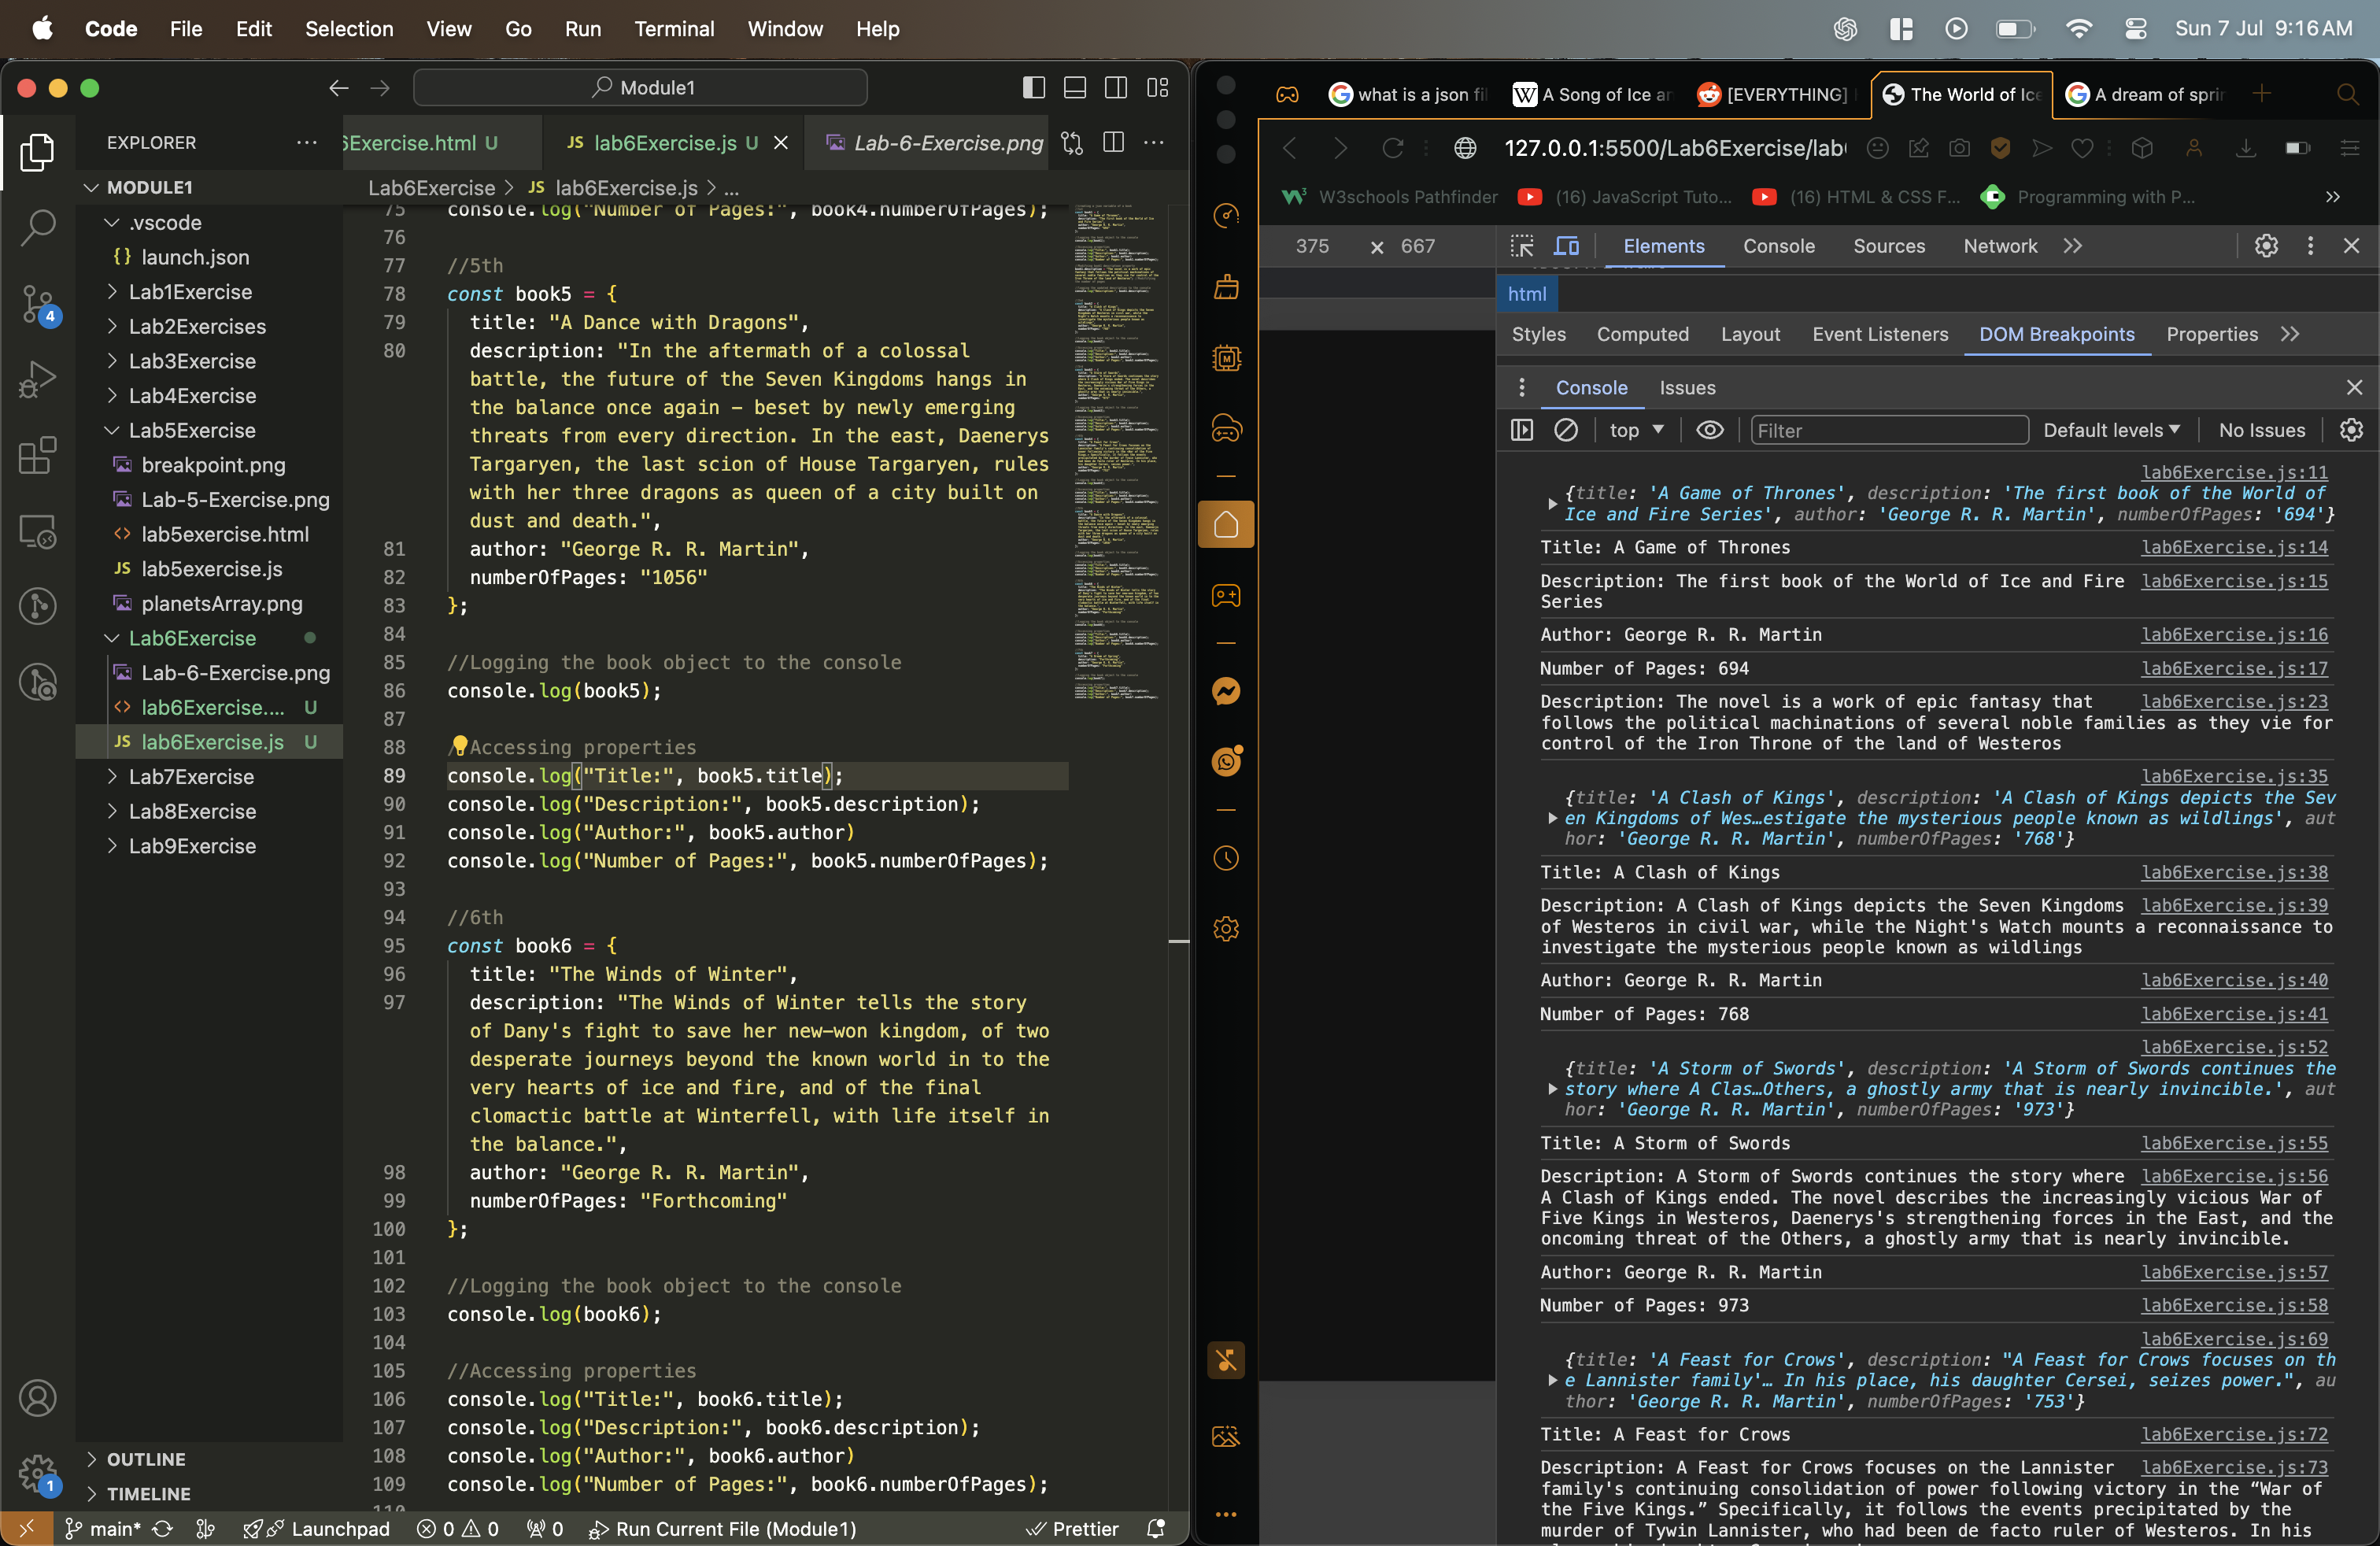 Code File Edit Selection View Go Run Terminal Window Help
Sun 7 Jul 9:16 AM
Module1
EXPLORER
MODULE1
.vscode
{} launch.json
Lab1Exercise
Lab2Exercises
Lab3Exercise
Lab4Exercise
Lab5Exercise
breakpoint.png
Lab-5-Exercise.png
<> lab5exercise.html
JS lab5exercise.js
planetsArray.png
Lab6Exercise
Lab-6-Exercise.png
<> lab6Exercise.... U
JS lab6Exercise.js U
Lab7Exercise
Lab8Exercise
Lab9Exercise
OUTLINE
TIMELINE
4
1
Exercise.html U
JS lab6Exercise.js U
Lab-6-Exercise.png
Lab6Exercise > JS lab6Exercise.js > ...
75 console.log("Number of Pages:", book4.numberOfPages);
76
77 //5th
78 const book5 = {
79 title: "A Dance with Dragons",
80 description: "In the aftermath of a colossal
battle, the future of the Seven Kingdoms hangs in
the balance once again – beset by newly emerging
threats from every direction. In the east, Daenerys
Targaryen, the last scion of House Targaryen, rules
with her three dragons as queen of a city built on
dust and death.",
81 author: "George R. R. Martin",
82 numberOfPages: "1056"
83 };
84
85 //Logging the book object to the console
86 console.log(book5);
87
88 /Accessing properties
89 console.log("Title:", book5.title);
90 console.log("Description:", book5.description);
91 console.log("Author:", book5.author)
92 console.log("Number of Pages:", book5.numberOfPages);
93
94 //6th
95 const book6 = {
96 title: "The Winds of Winter",
97 description: "The Winds of Winter tells the story
of Dany's fight to save her new-won kingdom, of two
desperate journeys beyond the known world in to the
very hearts of ice and fire, and of the final
clomactic battle at Winterfell, with life itself in
the balance.",
98 author: "George R. R. Martin",
99 numberOfPages: "Forthcoming"
100 };
101
102 //Logging the book object to the console
103 console.log(book6);
104
105 //Accessing properties
106 console.log("Title:", book6.title);
107 console.log("Description:", book6.description);
108 console.log("Author:", book6.author)
109 console.log("Number of Pages:", book6.numberOfPages);
110
main* Launchpad 0 0 0 Run Current File (Module1) Prettier
what is a json fil
A Song of Ice an
[EVERYTHING]
The World of Ice
A dream of sprin
127.0.0.1:5500/Lab6Exercise/lab
W3schools Pathfinder
(16) JavaScript Tuto...
(16) HTML & CSS F...
Programming with P...
375 × 667
Elements Console Sources Network
html
Styles Computed Layout Event Listeners DOM Breakpoints Properties
Console Issues
top Filter Default levels No Issues
lab6Exercise.js:11
{title: 'A Game of Thrones', description: 'The first book of the World of
Ice and Fire Series', author: 'George R. R. Martin', numberOfPages: '694'}
Title: A Game of Thrones lab6Exercise.js:14
Description: The first book of the World of Ice and Fire lab6Exercise.js:15
Series
Author: George R. R. Martin lab6Exercise.js:16
Number of Pages: 694 lab6Exercise.js:17
Description: The novel is a work of epic fantasy that lab6Exercise.js:23
follows the political machinations of several noble families as they vie for
control of the Iron Throne of the land of Westeros
lab6Exercise.js:35
{title: 'A Clash of Kings', description: 'A Clash of Kings depicts the Sev
en Kingdoms of Wes…estigate the mysterious people known as wildlings', aut
hor: 'George R. R. Martin', numberOfPages: '768'}
Title: A Clash of Kings lab6Exercise.js:38
Description: A Clash of Kings depicts the Seven Kingdoms lab6Exercise.js:39
of Westeros in civil war, while the Night's Watch mounts a reconnaissance to
investigate the mysterious people known as wildlings
Author: George R. R. Martin lab6Exercise.js:40
Number of Pages: 768 lab6Exercise.js:41
lab6Exercise.js:52
{title: 'A Storm of Swords', description: 'A Storm of Swords continues the
story where A Clas…Others, a ghostly army that is nearly invincible.', aut
hor: 'George R. R. Martin', numberOfPages: '973'}
Title: A Storm of Swords lab6Exercise.js:55
Description: A Storm of Swords continues the story where lab6Exercise.js:56
A Clash of Kings ended. The novel describes the increasingly vicious War of
Five Kings in Westeros, Daenerys's strengthening forces in the East, and the
oncoming threat of the Others, a ghostly army that is nearly invincible.
Author: George R. R. Martin lab6Exercise.js:57
Number of Pages: 973 lab6Exercise.js:58
lab6Exercise.js:69
{title: 'A Feast for Crows', description: "A Feast for Crows focuses on th
e Lannister family'… In his place, his daughter Cersei, seizes power.", au
thor: 'George R. R. Martin', numberOfPages: '753'}
Title: A Feast for Crows lab6Exercise.js:72
Description: A Feast for Crows focuses on the Lannister lab6Exercise.js:73
family's continuing consolidation of power following victory in the “War of
the Five Kings.” Specifically, it follows the events precipitated by the
murder of Tywin Lannister, who had been de facto ruler of Westeros. In his